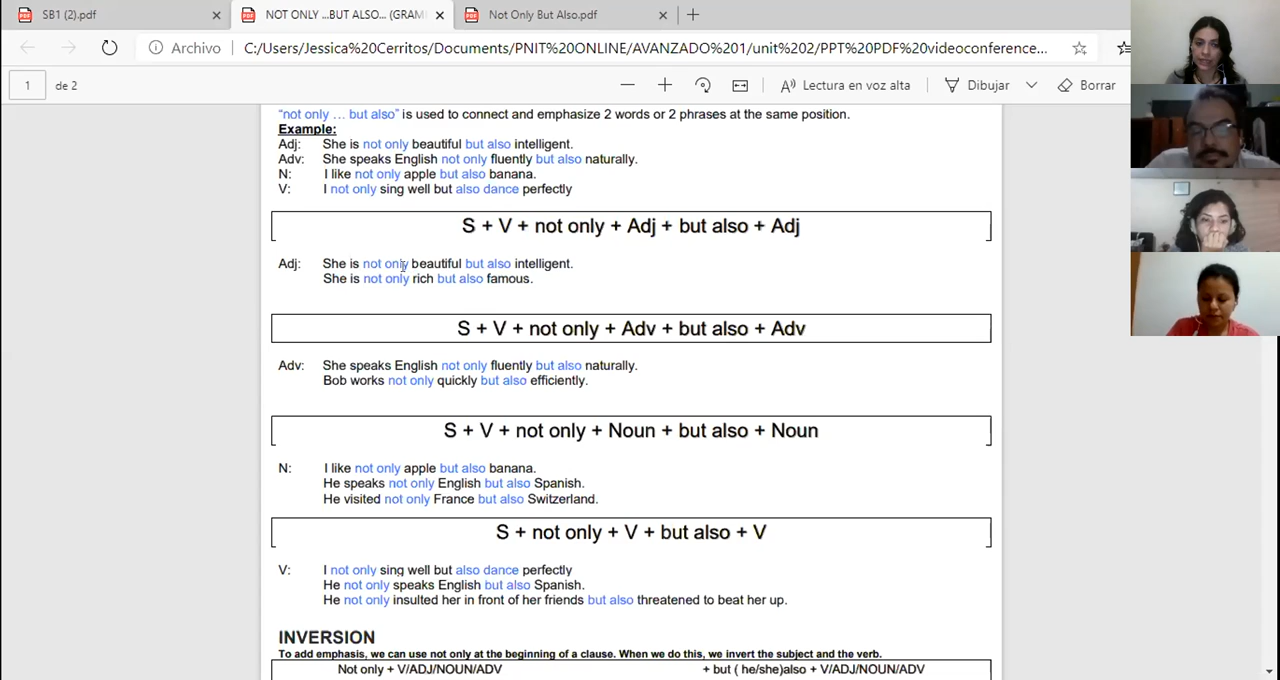 SB1 (2).pdf
NOT ONLY ...BUT ALSO... (GRAM
Not Only But Also.pdf
Archivo
C:/Users/Jessica%20Cerritos/Documents/PNIT%20ONLINE/AVANZADO%201/unit%202/PPT%20PDF%20videoconference...
1
de 2
Lectura en voz alta
Dibujar
Borrar
"not only ... but also" is used to connect and emphasize 2 words or 2 phrases at the same position.
Example:
Adj: She is not only beautiful but also intelligent.
Adv: She speaks English not only fluently but also naturally.
N: I like not only apple but also banana.
V: I not only sing well but also dance perfectly
S + V + not only + Adj + but also + Adj
Adj: She is not only beautiful but also intelligent.
She is not only rich but also famous.
S + V + not only + Adv + but also + Adv
Adv: She speaks English not only fluently but also naturally.
Bob works not only quickly but also efficiently.
S + V + not only + Noun + but also + Noun
N: I like not only apple but also banana.
He speaks not only English but also Spanish.
He visited not only France but also Switzerland.
S + not only + V + but also + V
V: I not only sing well but also dance perfectly
He not only speaks English but also Spanish.
He not only insulted her in front of her friends but also threatened to beat her up.
INVERSION
To add emphasis, we can use not only at the beginning of a clause. When we do this, we invert the subject and the verb.
Not only + V/ADJ/NOUN/ADV + but ( he/she)also + V/ADJ/NOUN/ADV